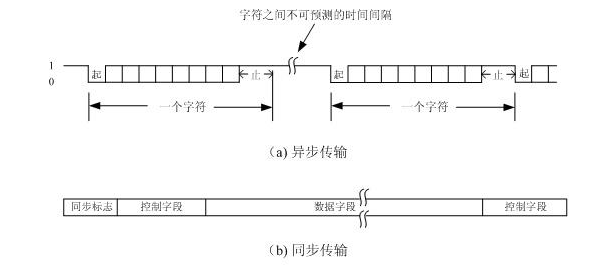 字符之间不可预测的时间间隔
1
0
起 止 起 止 起
一个字符 一个字符
(a) 异步传输
同步标志 控制字段 数据字段 控制字段
(b) 同步传输